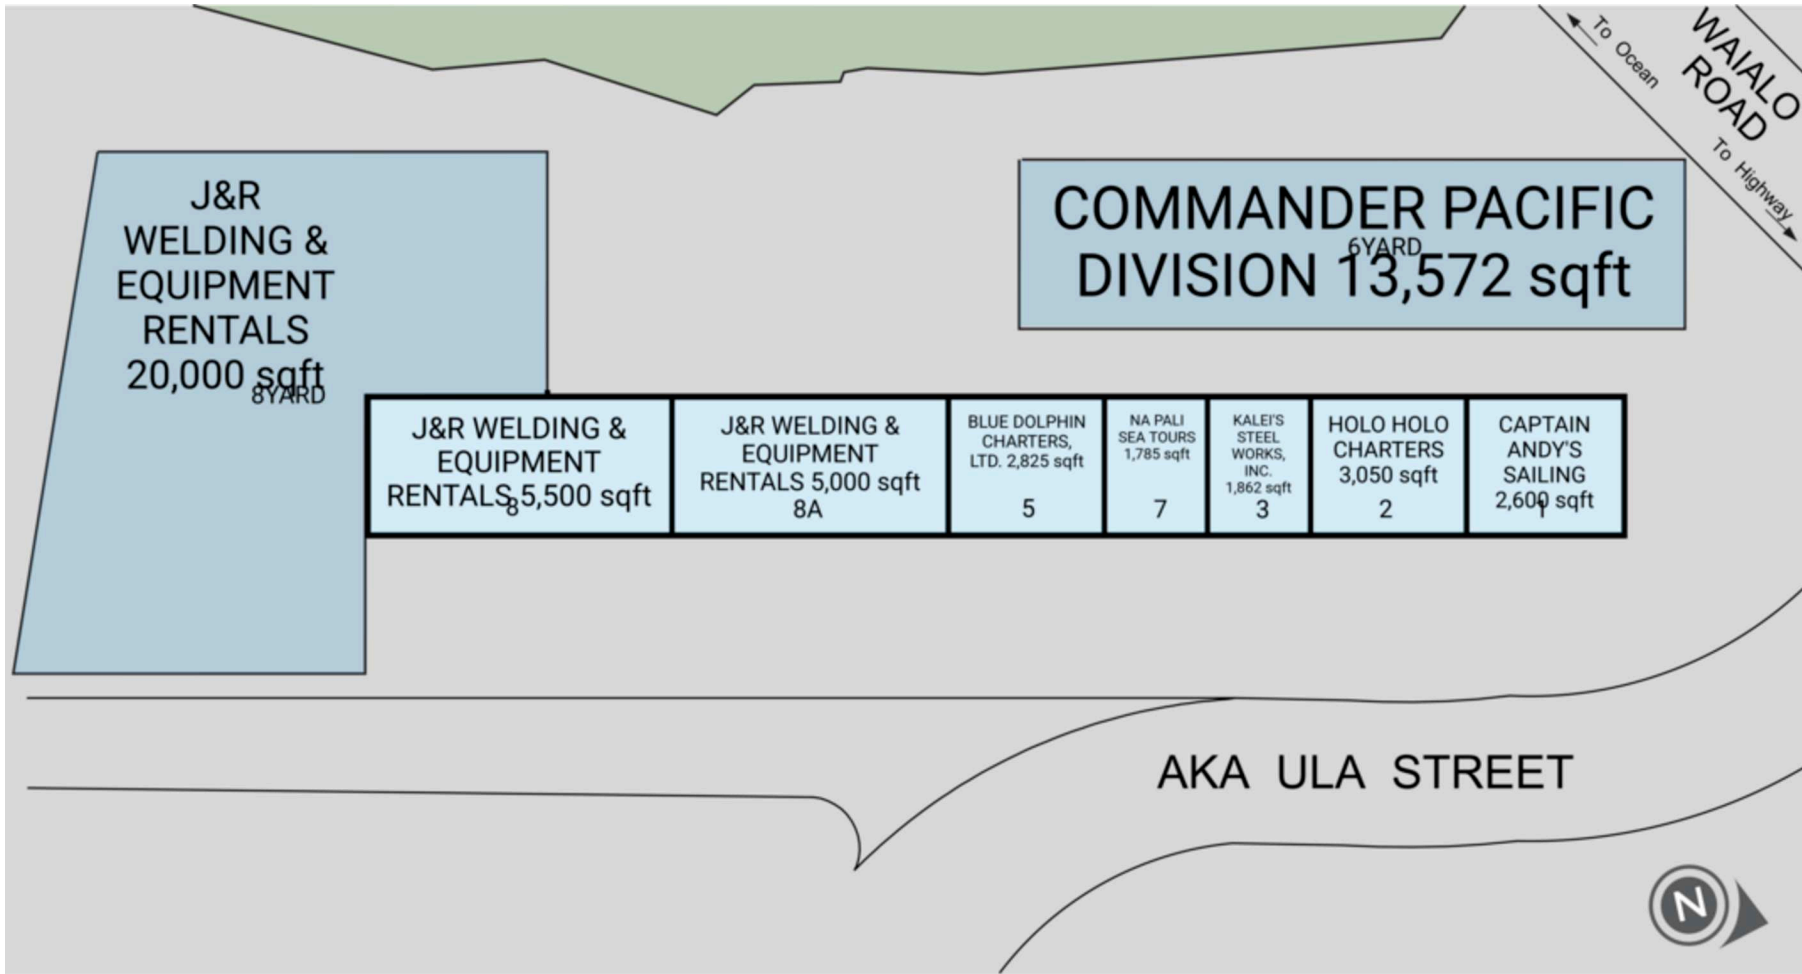 To Ocean
WAIALO
ROAD
To Highway
J&R
WELDING &
EQUIPMENT
RENTALS
20,000 sqft
8YARD
COMMANDER PACIFIC
6YARD
DIVISION 13,572 sqft
J&R WELDING &
EQUIPMENT
RENTALS 5,500 sqft
8
J&R WELDING &
EQUIPMENT
RENTALS 5,000 sqft
8A
BLUE DOLPHIN
CHARTERS,
LTD. 2,825 sqft
5
NA PALI
SEA TOURS
1,785 sqft
7
KALEI'S
STEEL
WORKS,
INC.
1,862 sqft
3
HOLO HOLO
CHARTERS
3,050 sqft
2
CAPTAIN
ANDY'S
SAILING
2,600 sqft
1
AKA ULA STREET
N